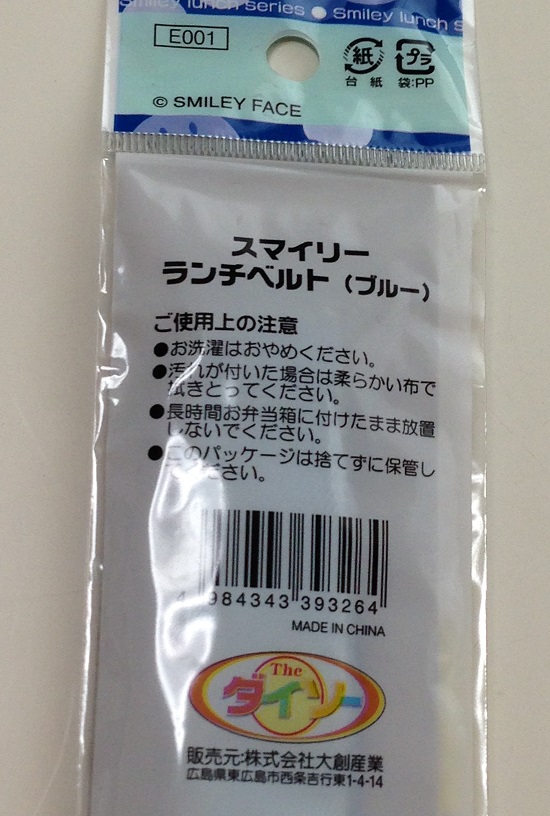 smiley lunch series ● Smiley lunch ser
E001
紙 プラ
台紙 袋:PP
© SMILEY FACE
スマイリー
ランチベルト（ブルー）
ご使用上の注意
●お洗濯はおやめください。
●汚れが付いた場合は柔らかい布で
拭きとってください。
●長時間お弁当箱に付けたまま放置
しないでください。
●このパッケージは捨てずに保管し
てください。
4 984343 393264
MADE IN CHINA
The
ダイソー
販売元:株式会社大創産業
広島県東広島市西条吉行東1-4-14